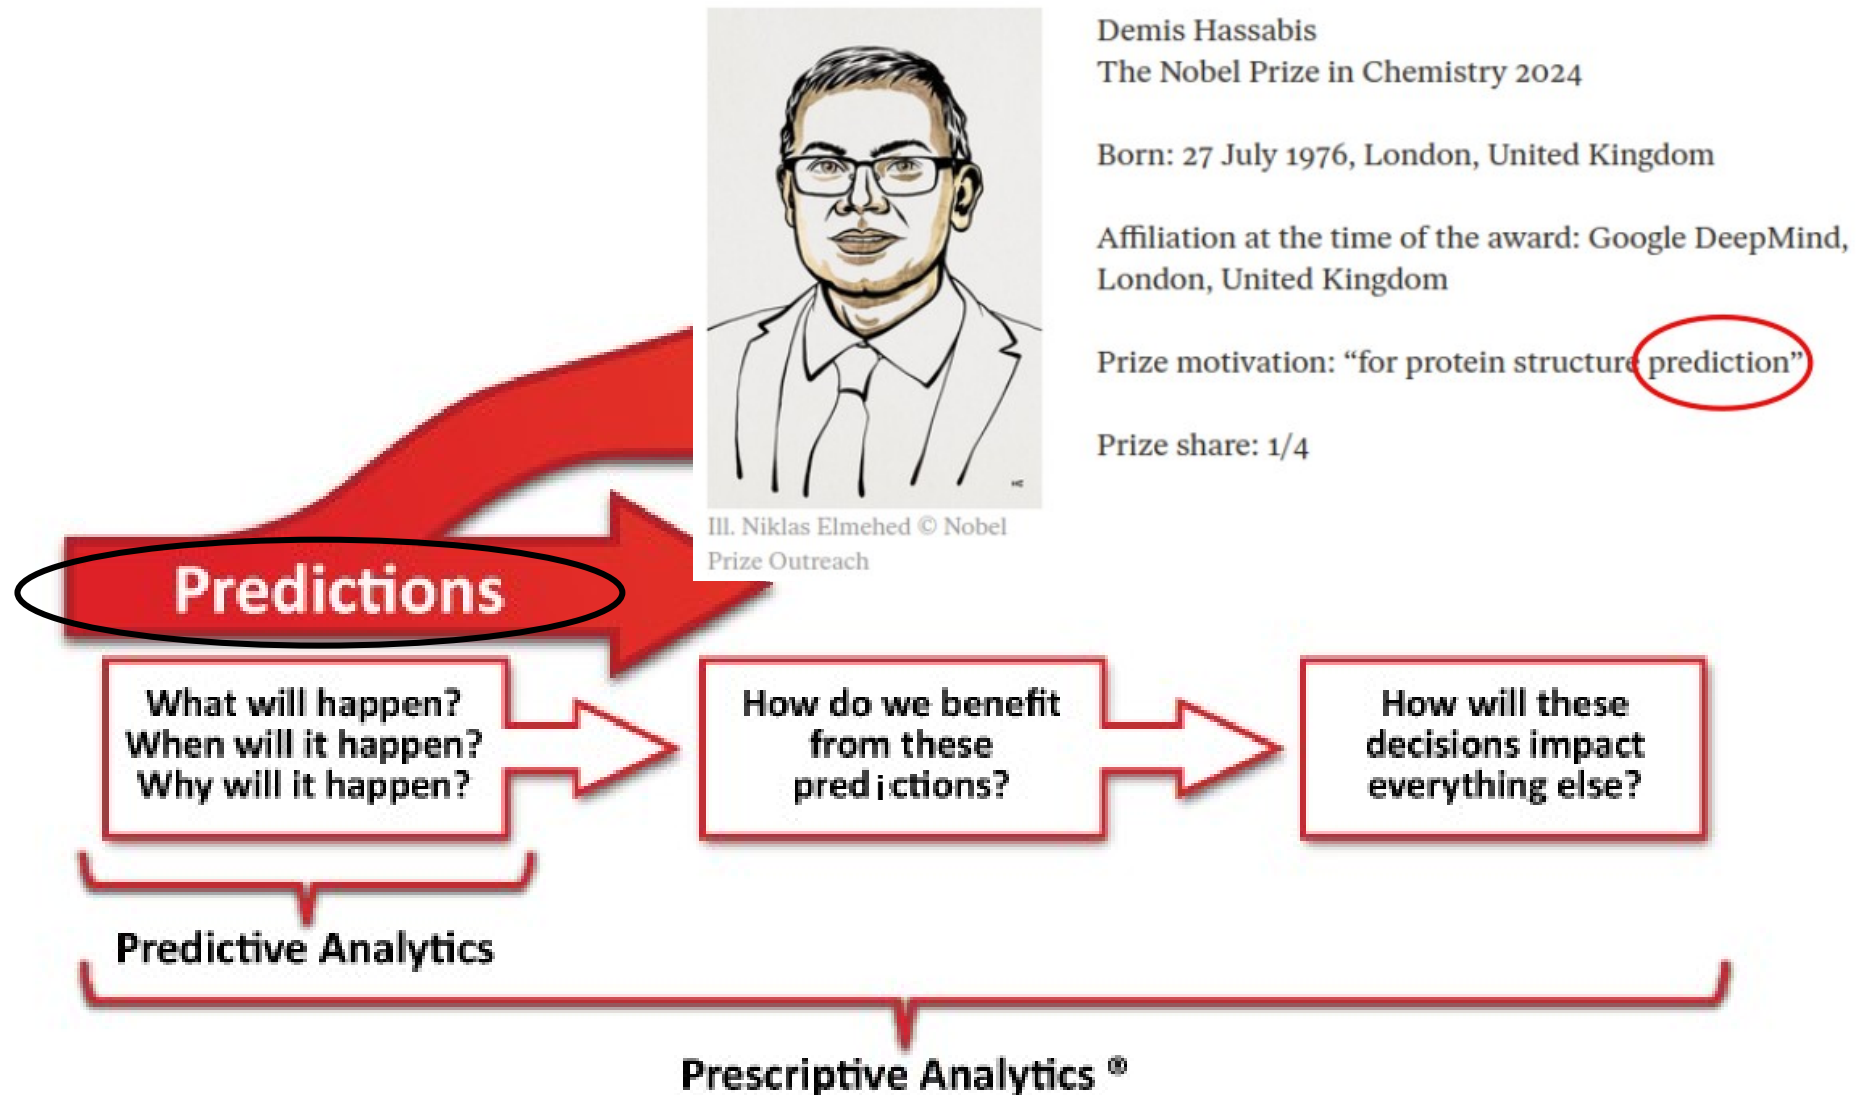 Demis Hassabis
The Nobel Prize in Chemistry 2024
Born: 27 July 1976, London, United Kingdom
Affiliation at the time of the award: Google DeepMind,
London, United Kingdom
Prize motivation: “for protein structure prediction”
Prize share: 1/4
Ill. Niklas Elmehed © Nobel
Prize Outreach
Predictions
What will happen?
When will it happen?
Why will it happen?
How do we benefit
from these
predictions?
How will these
decisions impact
everything else?
Predictive Analytics
Prescriptive Analytics ®